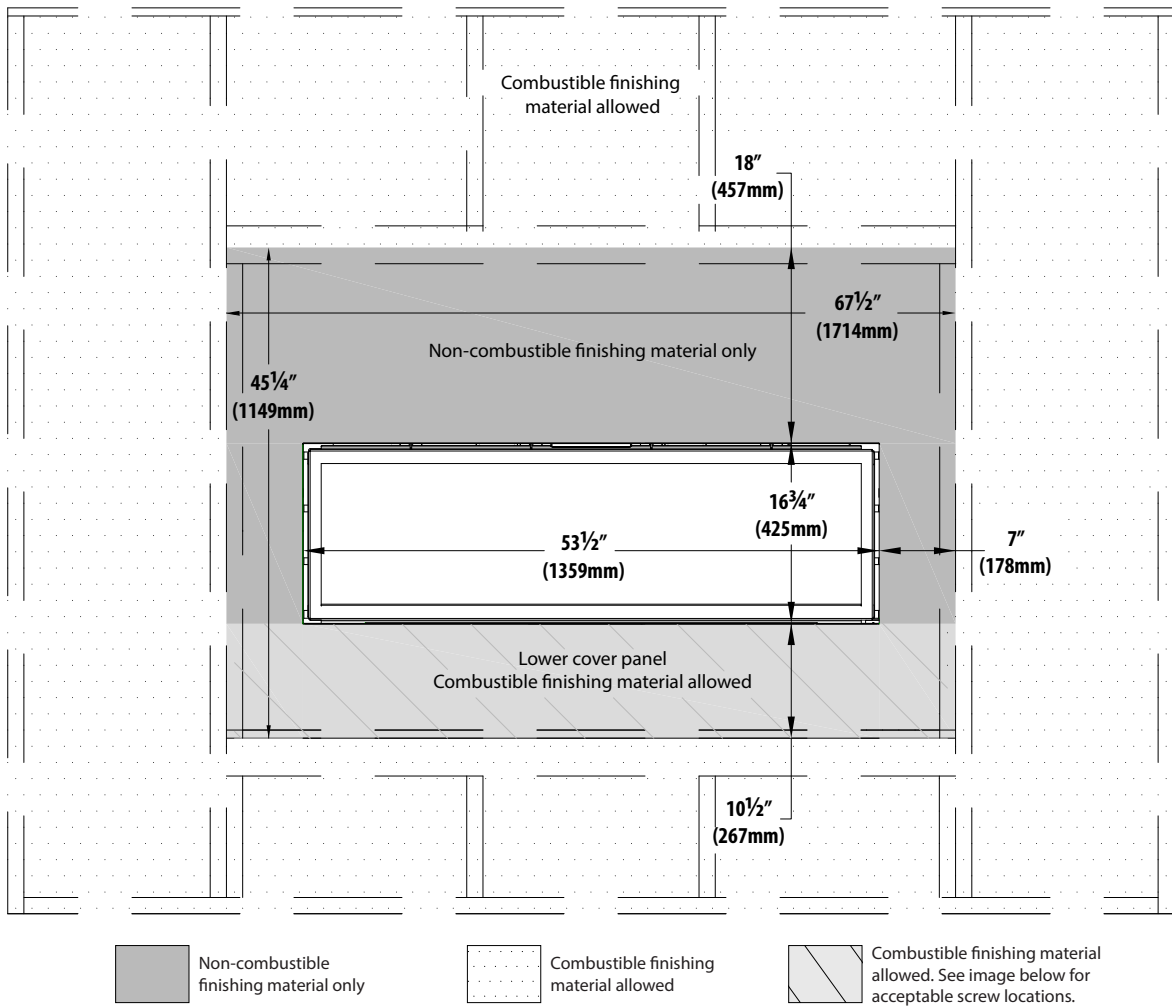 Combustible finishing
material allowed
18"
(457mm)
67½"
(1714mm)
Non-combustible finishing material only
45¼"
(1149mm)
16¾"
(425mm)
53½"
(1359mm)
7"
(178mm)
Lower cover panel
Combustible finishing material allowed
10½"
(267mm)
Non-combustible
finishing material only
Combustible finishing
material allowed
Combustible finishing material
allowed. See image below for
acceptable screw locations.